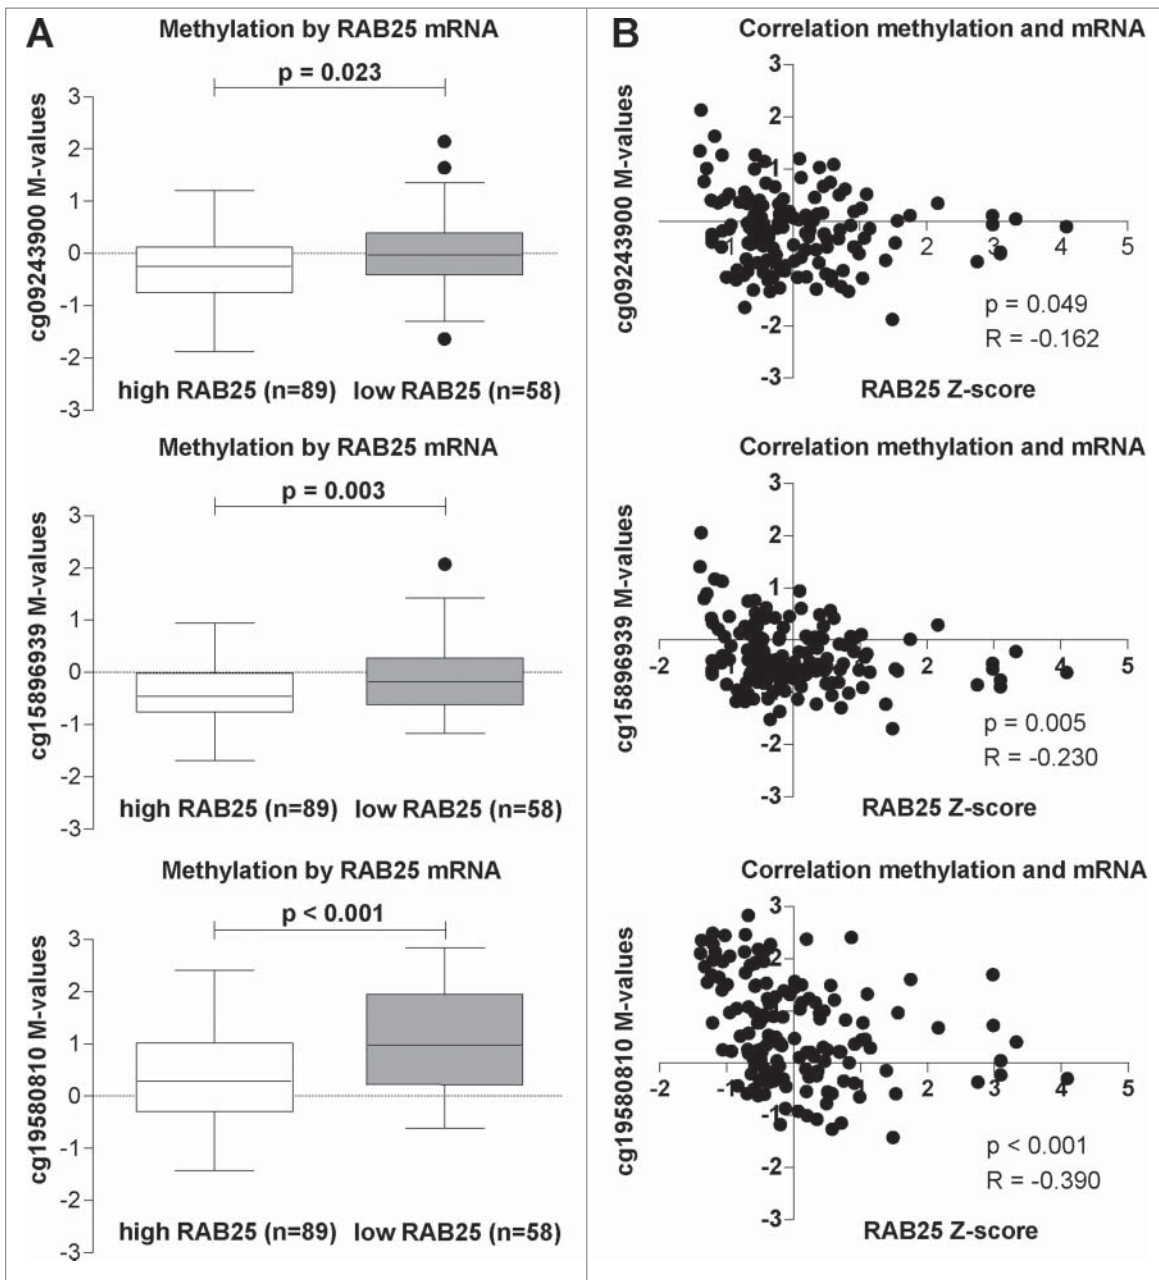 A
Methylation by RAB25 mRNA
p = 0.023
cg09243900 M-values
3
2
1
0
-1
-2
-3
high RAB25 (n=89) low RAB25 (n=58)
B
Correlation methylation and mRNA
cg09243900 M-values
3
2
1
-2
-3
2
3
5
p = 0.049
R = -0.162
RAB25 Z-score
Methylation by RAB25 mRNA
p = 0.003
cg15896939 M-values
3
2
1
0
-1
-2
-3
high RAB25 (n=89) low RAB25 (n=58)
Correlation methylation and mRNA
cg15896939 M-values
3
2
1
-2
-3
-2
2
3
4
5
p = 0.005
R = -0.230
RAB25 Z-score
Methylation by RAB25 mRNA
p < 0.001
cg19580810 M-values
3
2
1
0
-1
-2
-3
high RAB25 (n=89) low RAB25 (n=58)
Correlation methylation and mRNA
cg19580810 M-values
3
2
-1
-2
-3
-2
-1
1
2
3
4
5
p < 0.001
R = -0.390
RAB25 Z-score